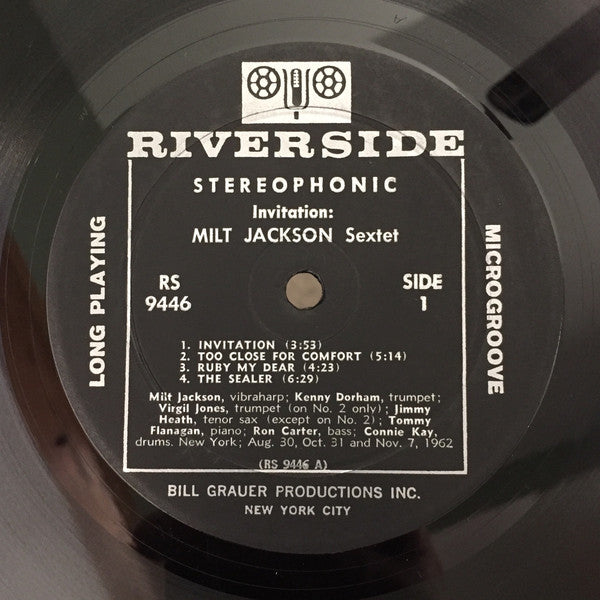 RIVERSIDE
STEREOPHONIC
Invitation:
MILT JACKSON Sextet
LONG PLAYING
RS
9446
SIDE
1
MICROGROOVE
1. INVITATION (3:53)
2. TOO CLOSE FOR COMFORT (5:14)
3. RUBY MY DEAR (4:23)
4. THE SEALER (6:29)
Milt Jackson, vibraharp; Kenny Dorham, trumpet;
Virgil Jones, trumpet (on No. 2 only); Jimmy
Heath, tenor sax (except on No. 2); Tommy
Flanagan, piano; Ron Carter, bass; Connie Kay,
drums. New York; Aug. 30, Oct. 31 and Nov. 7, 1962
(RS 9446 A)
BILL GRAUER PRODUCTIONS INC.
NEW YORK CITY